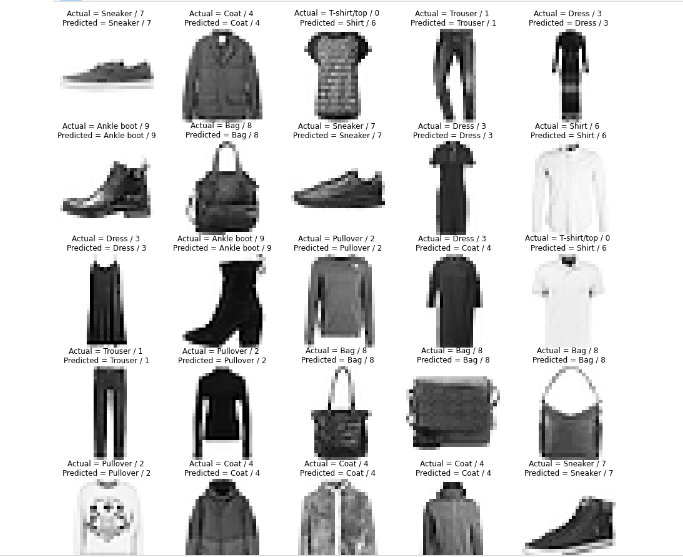 Actual = Sneaker / 7
Predicted = Sneaker / 7
Actual = Coat / 4
Predicted = Coat / 4
Actual = T-shirt/top / 0
Predicted = Shirt / 6
Actual = Trouser / 1
Predicted = Trouser / 1
Actual = Dress / 3
Predicted = Dress / 3
Actual = Ankle boot / 9
Predicted = Ankle boot / 9
Actual = Bag / 8
Predicted = Bag / 8
Actual = Sneaker / 7
Predicted = Sneaker / 7
Actual = Dress / 3
Predicted = Dress / 3
Actual = Shirt / 6
Predicted = Shirt / 6
Actual = Dress / 3
Predicted = Dress / 3
Actual = Ankle boot / 9
Predicted = Ankle boot / 9
Actual = Pullover / 2
Predicted = Pullover / 2
Actual = Dress / 3
Predicted = Coat / 4
Actual = T-shirt/top / 0
Predicted = Shirt / 6
Actual = Trouser / 1
Predicted = Trouser / 1
Actual = Pullover / 2
Predicted = Pullover / 2
Actual = Bag / 8
Predicted = Bag / 8
Actual = Bag / 8
Predicted = Bag / 8
Actual = Bag / 8
Predicted = Bag / 8
Actual = Pullover / 2
Predicted = Pullover / 2
Actual = Coat / 4
Predicted = Coat / 4
Actual = Coat / 4
Predicted = Coat / 4
Actual = Coat / 4
Predicted = Coat / 4
Actual = Sneaker / 7
Predicted = Sneaker / 7